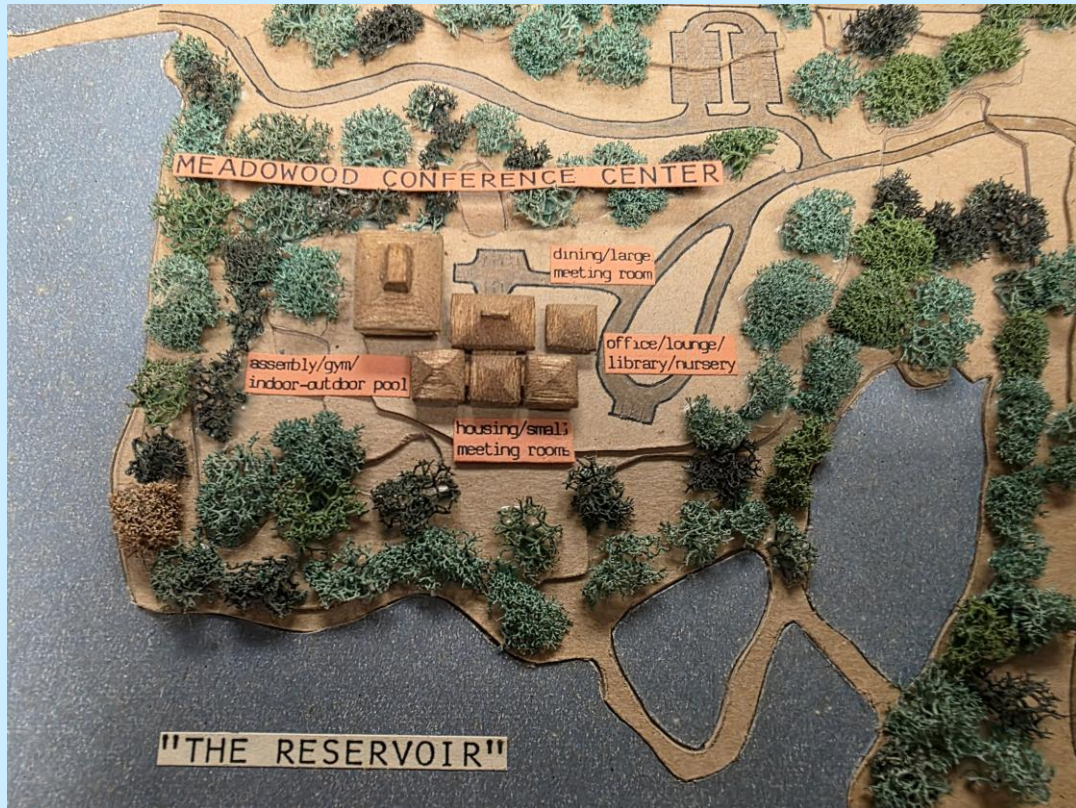 MEADOWOOD CONFERENCE CENTER
dining/large
meeting room
office/lounge/
library/nursery
assembly/gym/
indoor-outdoor pool
housing/small
meeting rooms
"THE RESERVOIR"